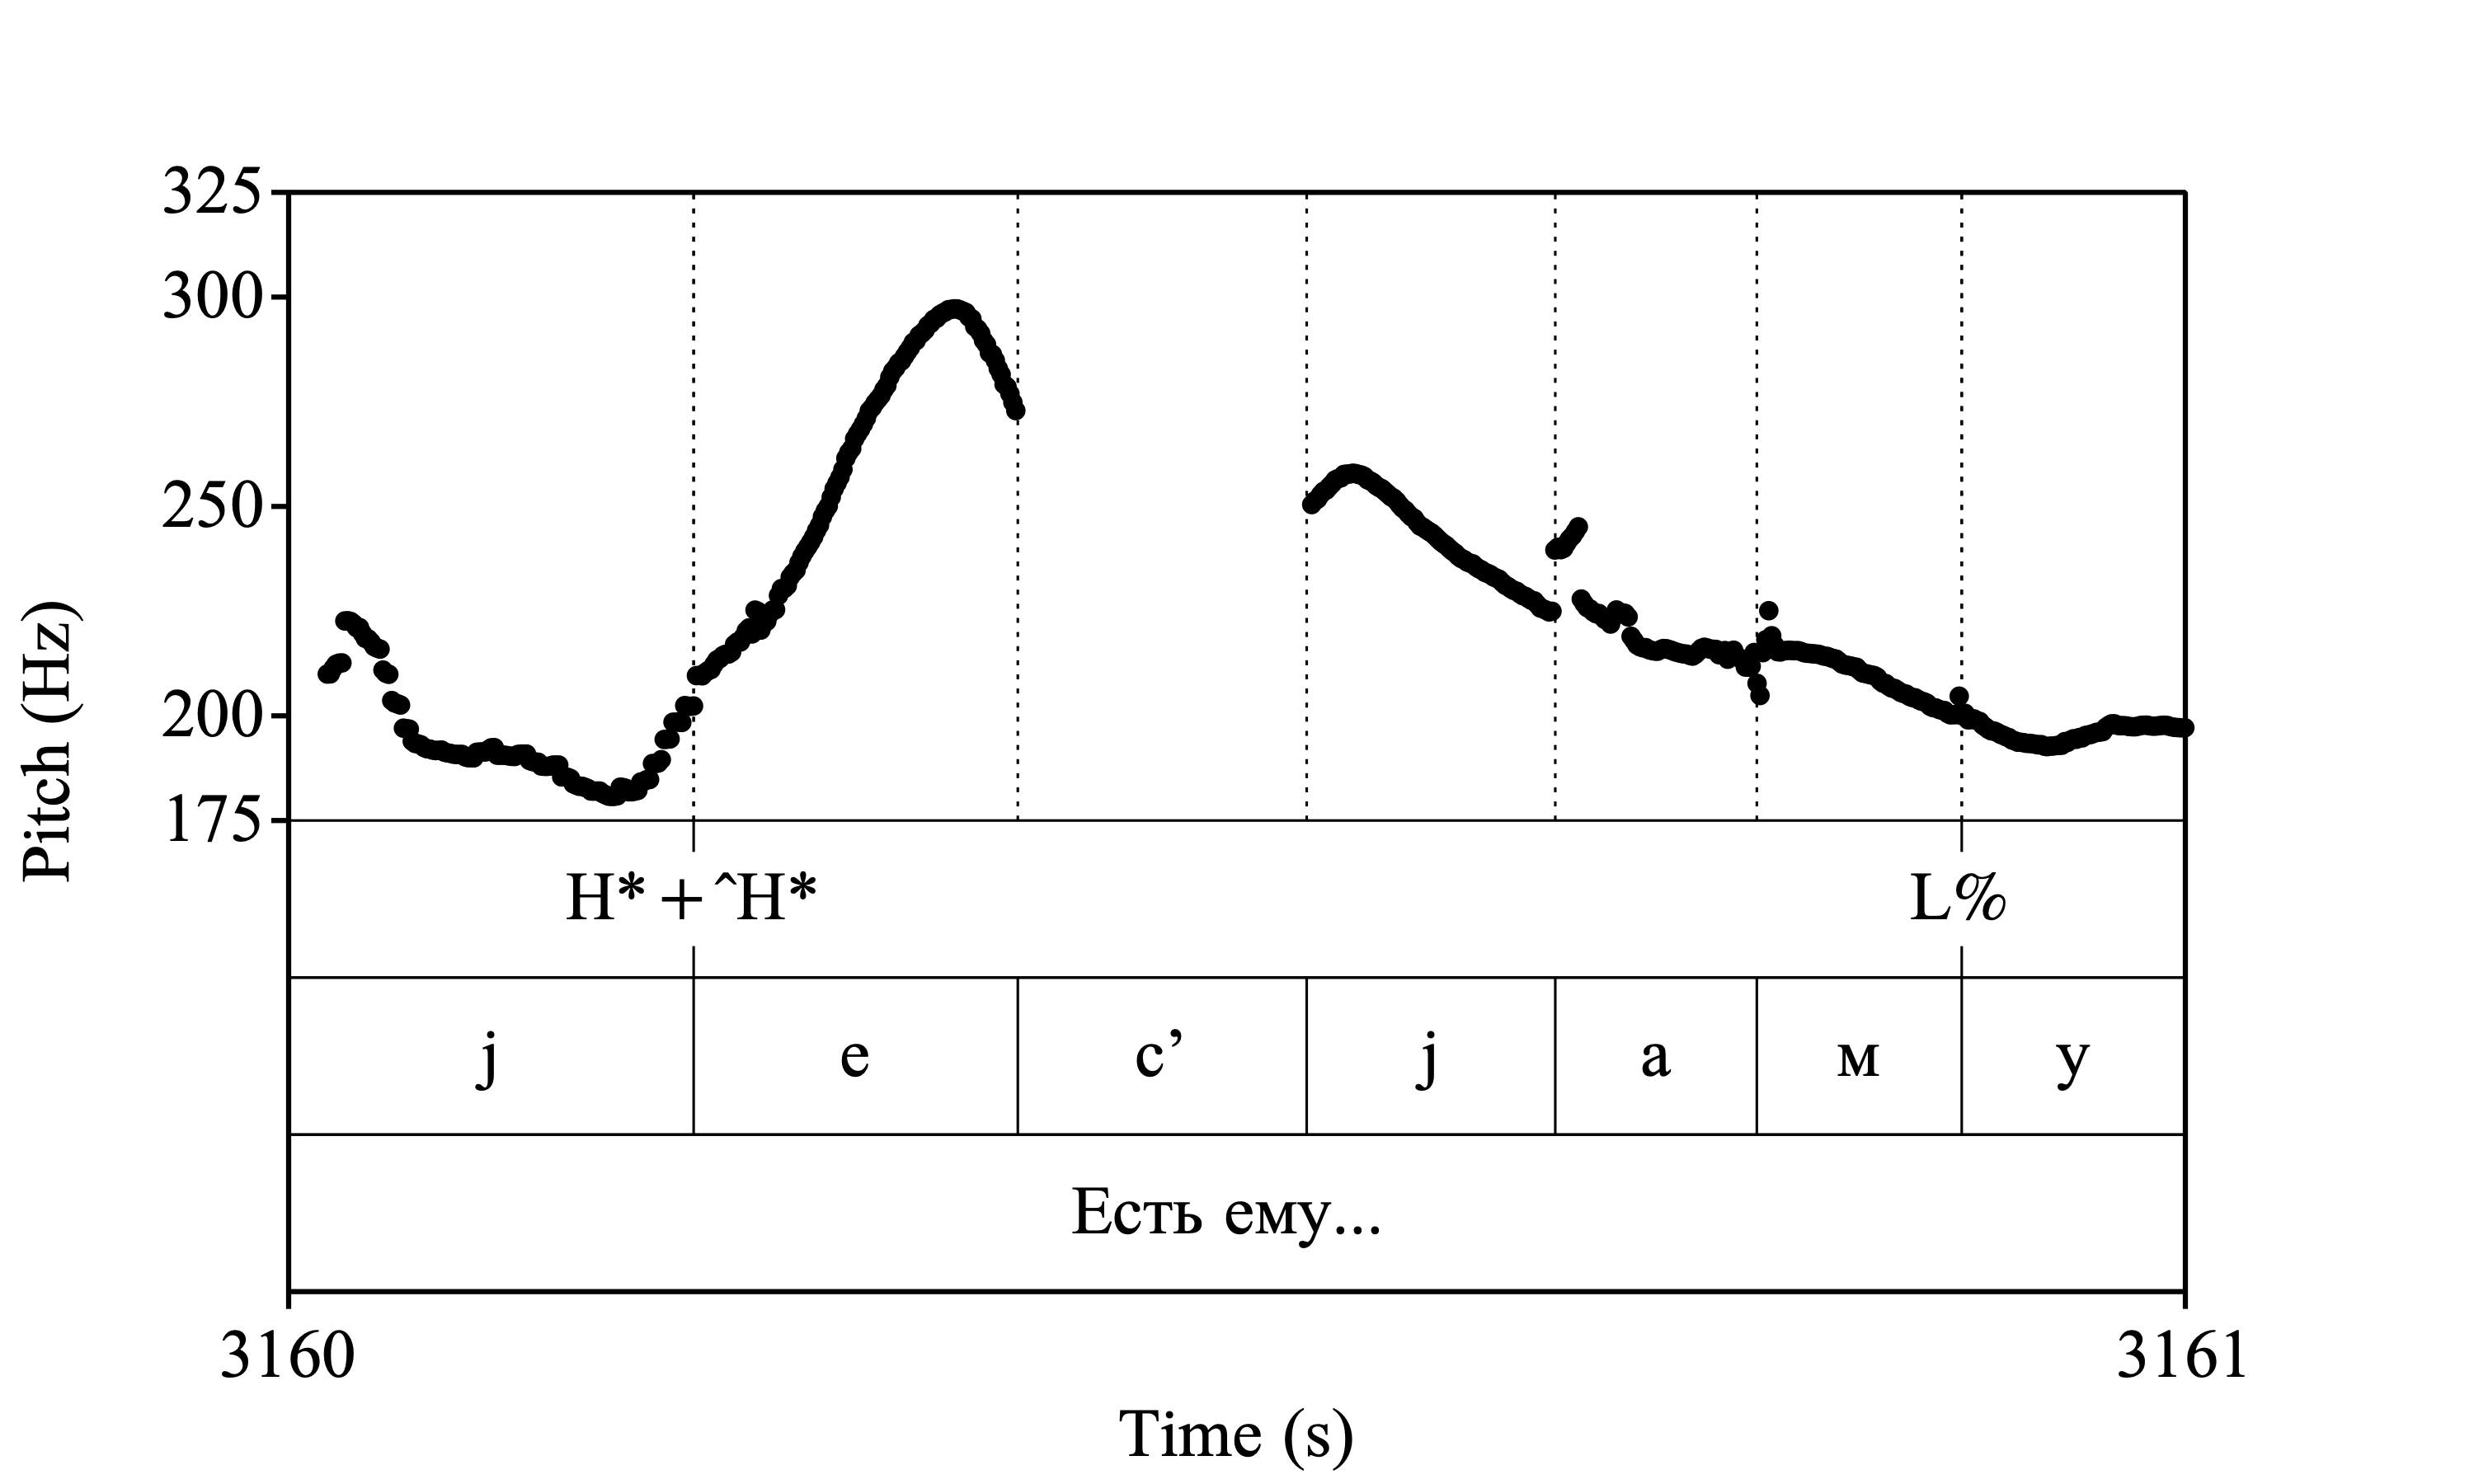 325
300
250
200
175
Pitch (Hz)
H* + ^H* L%
j е с’ j а м у
Есть ему...
3160 3161
Time (s)